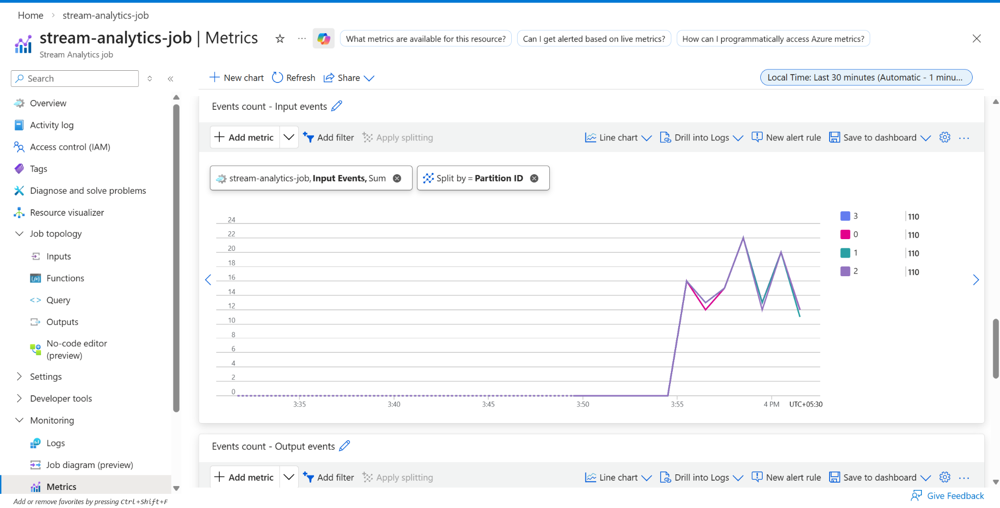 Home > stream-analytics-job
stream-analytics-job | Metrics
Stream Analytics job
What metrics are available for this resource?
Can I get alerted based on live metrics?
How can I programmatically access Azure metrics?
Search
New chart
Refresh
Share
Local Time: Last 30 minutes (Automatic - 1 minu...
Overview
Activity log
Access control (IAM)
Tags
Diagnose and solve problems
Resource visualizer
Job topology
Inputs
Functions
Query
Outputs
No-code editor
(preview)
Settings
Developer tools
Monitoring
Logs
Job diagram (preview)
Metrics
Add or remove favorites by pressing Ctrl+Shift+F
Events count - Input events
Add metric
Add filter
Apply splitting
Line chart
Drill into Logs
New alert rule
Save to dashboard
stream-analytics-job, Input Events, Sum
Split by = Partition ID
24
22
20
18
16
14
12
10
8
6
4
2
0
3:35
3:40
3:45
3:50
3:55
4 PM
UTC+05:30
3 110
0 110
1 110
2 110
Events count - Output events
Add metric
Add filter
Apply splitting
Line chart
Drill into Logs
New alert rule
Save to dashboard
Give Feedback